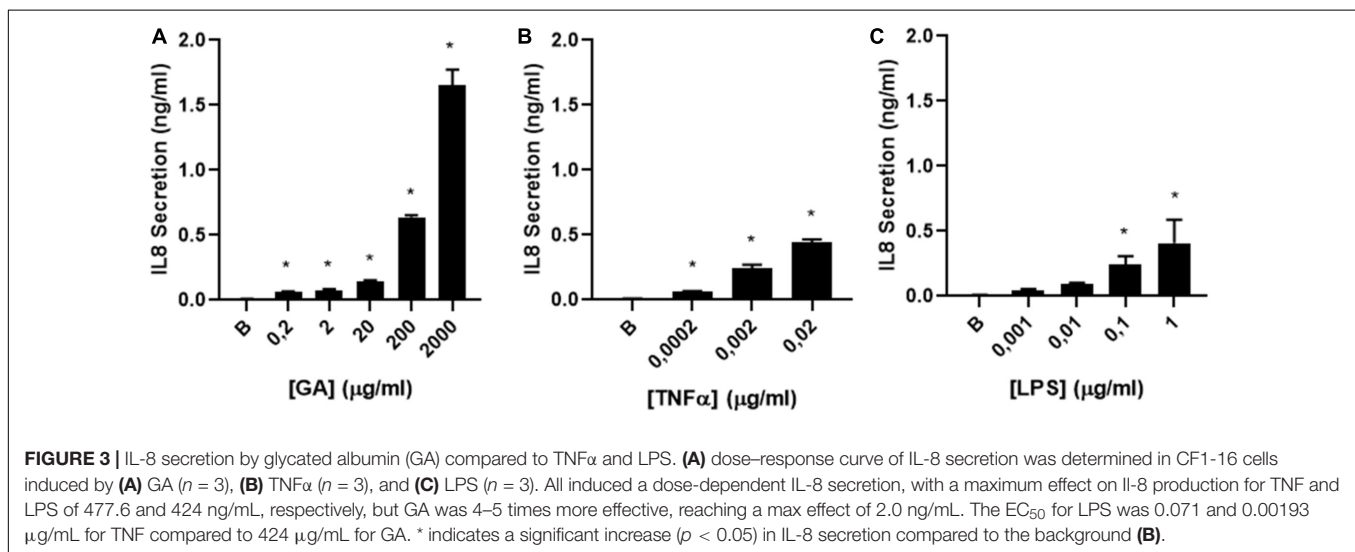 A
2.0
1.5
1.0
0.5
0.0
IL8 Secretion (ng/ml)
*
*
*
*
*
B
0,2
2
20
200
2000
[GA] (μg/ml)
B
2.0
1.5
1.0
0.5
0.0
IL8 Secretion (ng/ml)
*
*
*
B
0,0002
0,002
0,02
[TNFα] (μg/ml)
C
2.0
1.5
1.0
0.5
0.0
IL8 Secretion (ng/ml)
*
*
B
0,001
0,01
0,1
1
[LPS] (μg/ml)
FIGURE 3 | IL-8 secretion by glycated albumin (GA) compared to TNFα and LPS. (A) dose–response curve of IL-8 secretion was determined in CF1-16 cells
induced by (A) GA (n = 3), (B) TNFα (n = 3), and (C) LPS (n = 3). All induced a dose-dependent IL-8 secretion, with a maximum effect on Il-8 production for TNF and
LPS of 477.6 and 424 ng/mL, respectively, but GA was 4–5 times more effective, reaching a max effect of 2.0 ng/mL. The EC50 for LPS was 0.071 and 0.00193
μg/mL for TNF compared to 424 μg/mL for GA. * indicates a significant increase (p < 0.05) in IL-8 secretion compared to the background (B).